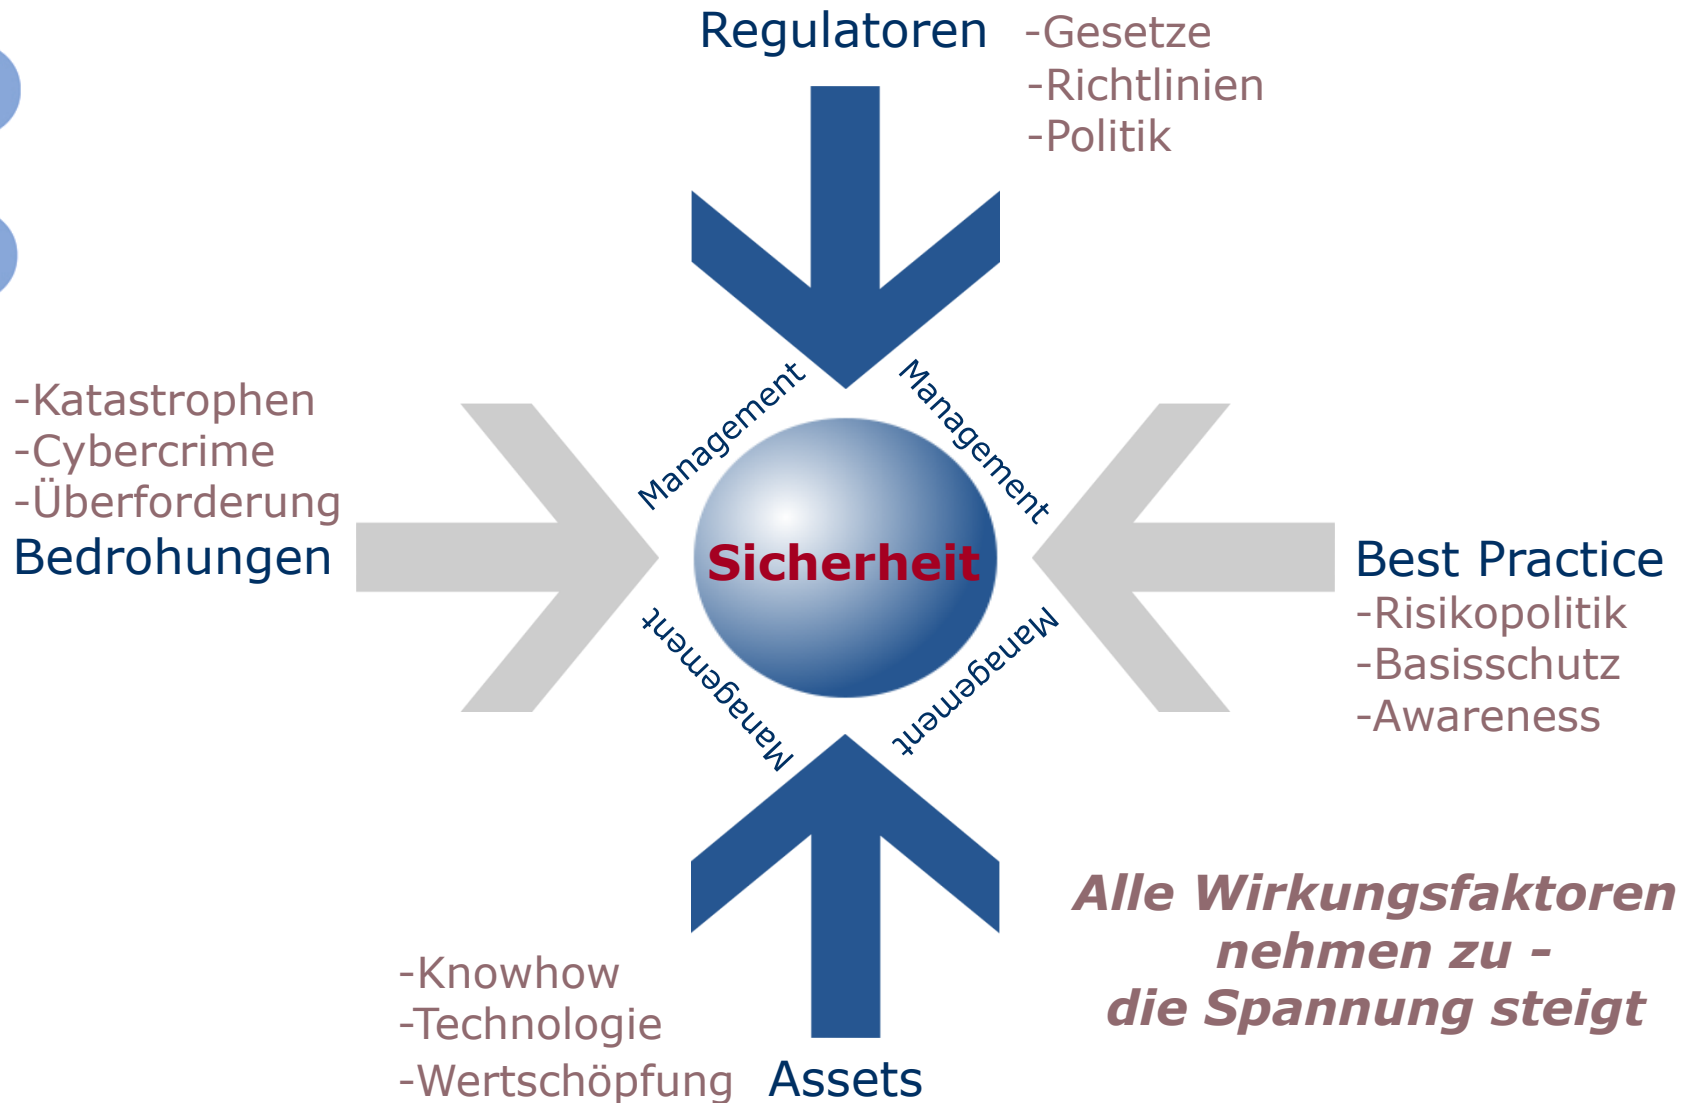 Regulatoren
-Gesetze
-Richtlinien
-Politik
-Katastrophen
-Cybercrime
-Überforderung
Bedrohungen
Management
Management
Sicherheit
Management
Management
Best Practice
-Risikopolitik
-Basisschutz
-Awareness
-Knowhow
-Technologie
-Wertschöpfung
Assets
Alle Wirkungsfaktoren
nehmen zu -
die Spannung steigt